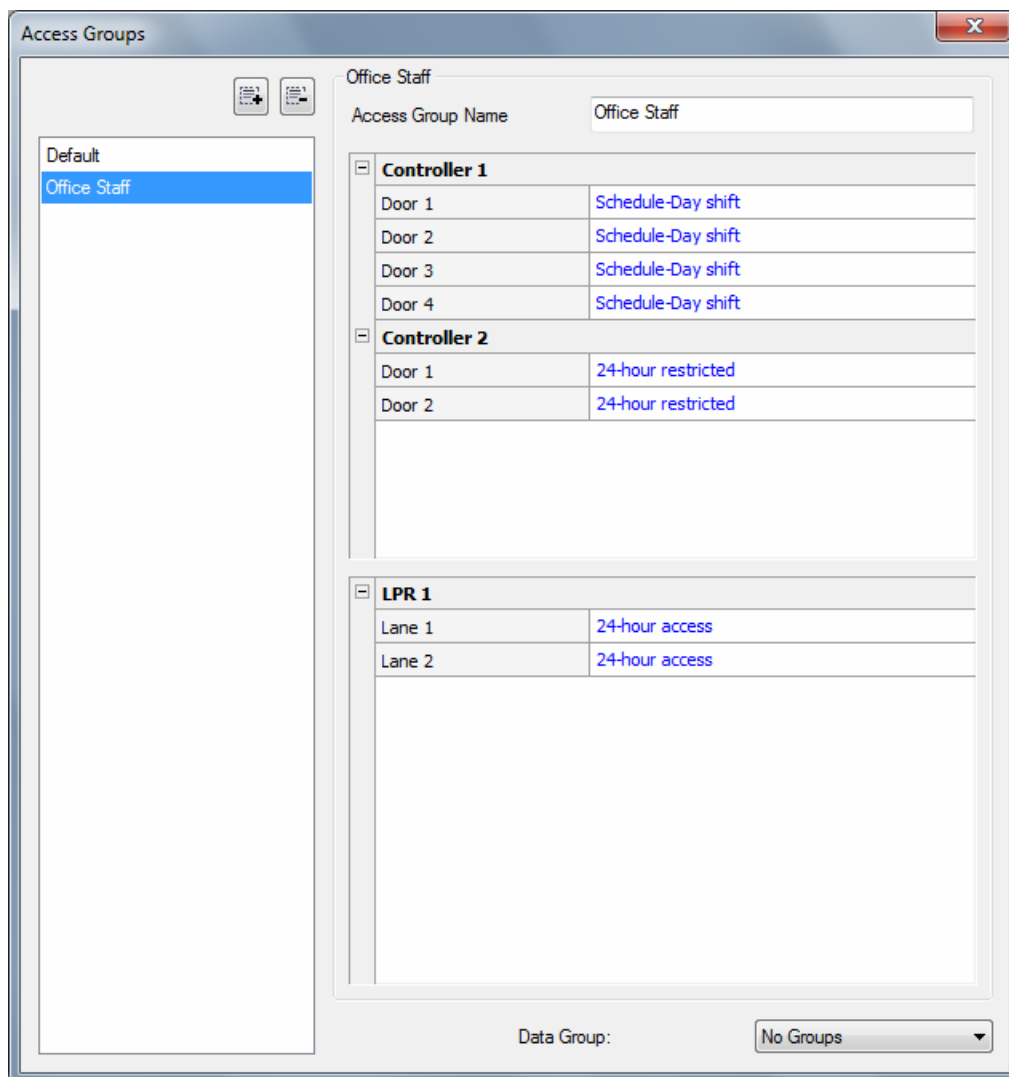 Access Groups
Default
Office Staff
Office Staff
Access Group Name Office Staff
Controller 1
Door 1 Schedule-Day shift
Door 2 Schedule-Day shift
Door 3 Schedule-Day shift
Door 4 Schedule-Day shift
Controller 2
Door 1 24-hour restricted
Door 2 24-hour restricted
LPR 1
Lane 1 24-hour access
Lane 2 24-hour access
Data Group: No Groups